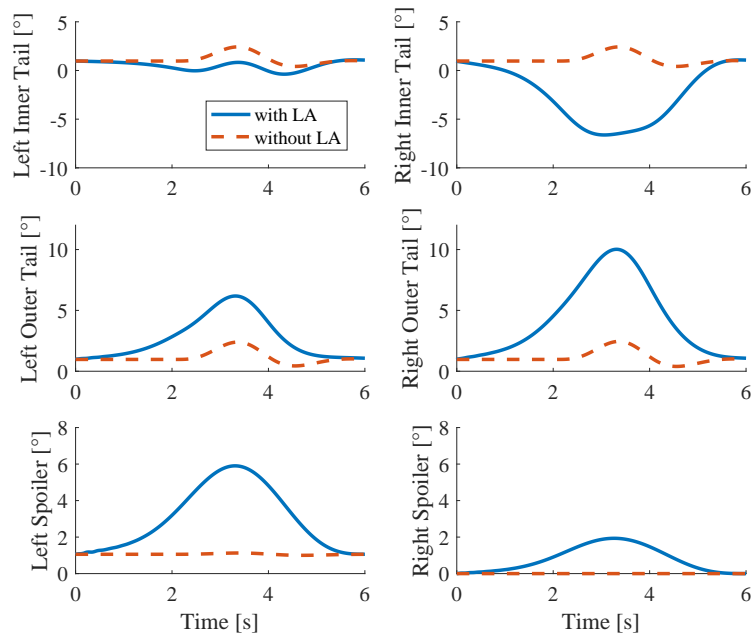 Left Inner Tail [°]
5
0
-5
-10
0 2 4 6
with LA
without LA
Right Inner Tail [°]
5
0
-5
-10
0 2 4 6
Left Outer Tail [°]
10
5
0
0 2 4 6
Right Outer Tail [°]
10
5
0
0 2 4 6
Left Spoiler [°]
8
6
4
2
0
0 2 4 6
Time [s]
Right Spoiler [°]
8
6
4
2
0
0 2 4 6
Time [s]